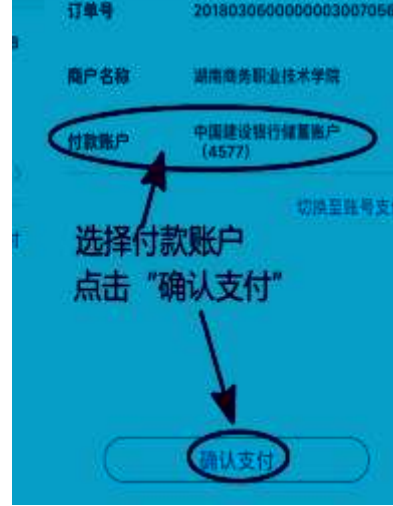 订单号 20180306000000003007056
商户名称 湖南商务职业技术学院
付款账户 中国建设银行储蓄账户
(4577)
切换至账号支
选择付款账户
点击“确认支付”
确认支付